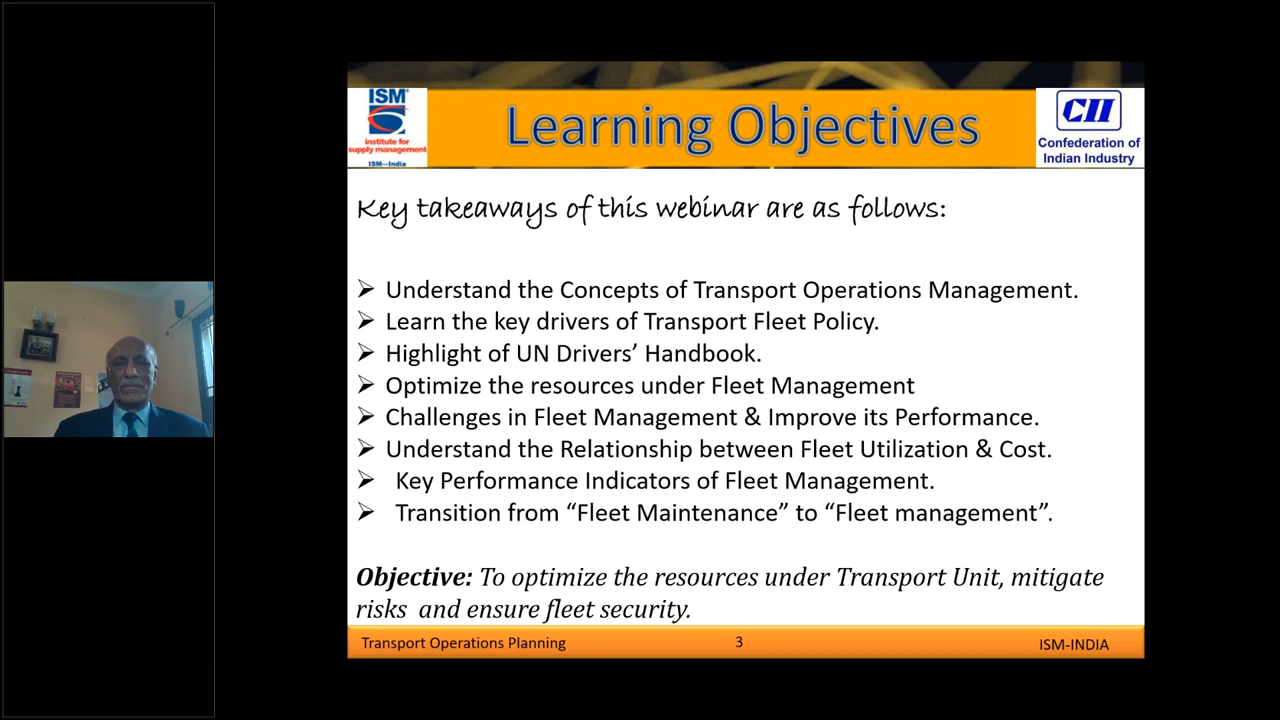 ISM®
institute for
supply management
ISM—India
Learning Objectives
CII
Confederation of
Indian Industry
Key takeaways of this webinar are as follows:
➢ Understand the Concepts of Transport Operations Management.
➢ Learn the key drivers of Transport Fleet Policy.
➢ Highlight of UN Drivers’ Handbook.
➢ Optimize the resources under Fleet Management
➢ Challenges in Fleet Management & Improve its Performance.
➢ Understand the Relationship between Fleet Utilization & Cost.
➢ Key Performance Indicators of Fleet Management.
➢ Transition from “Fleet Maintenance” to “Fleet management”.
Objective: To optimize the resources under Transport Unit, mitigate
risks and ensure fleet security.
Transport Operations Planning
3
ISM-INDIA